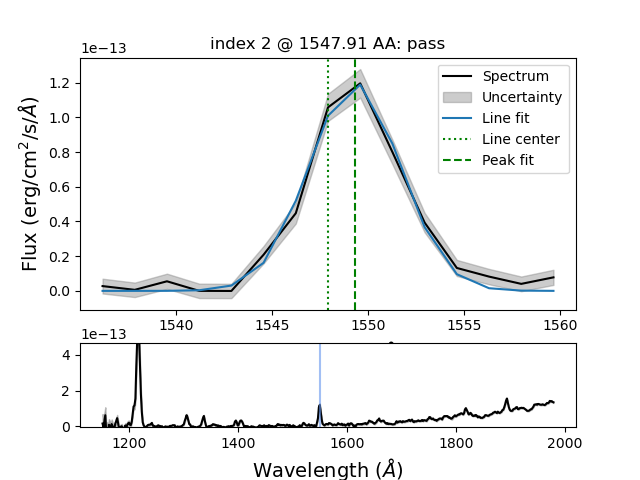 index 2 @ 1547.91 AA: pass
1e−13
Flux (erg/cm²/s/Å)
1.2
1.0
0.8
0.6
0.4
0.2
0.0
Spectrum
Uncertainty
Line fit
Line center
Peak fit
1540 1545 1550 1555 1560
1e−13
4
2
0
1200 1400 1600 1800 2000
Wavelength (Å)